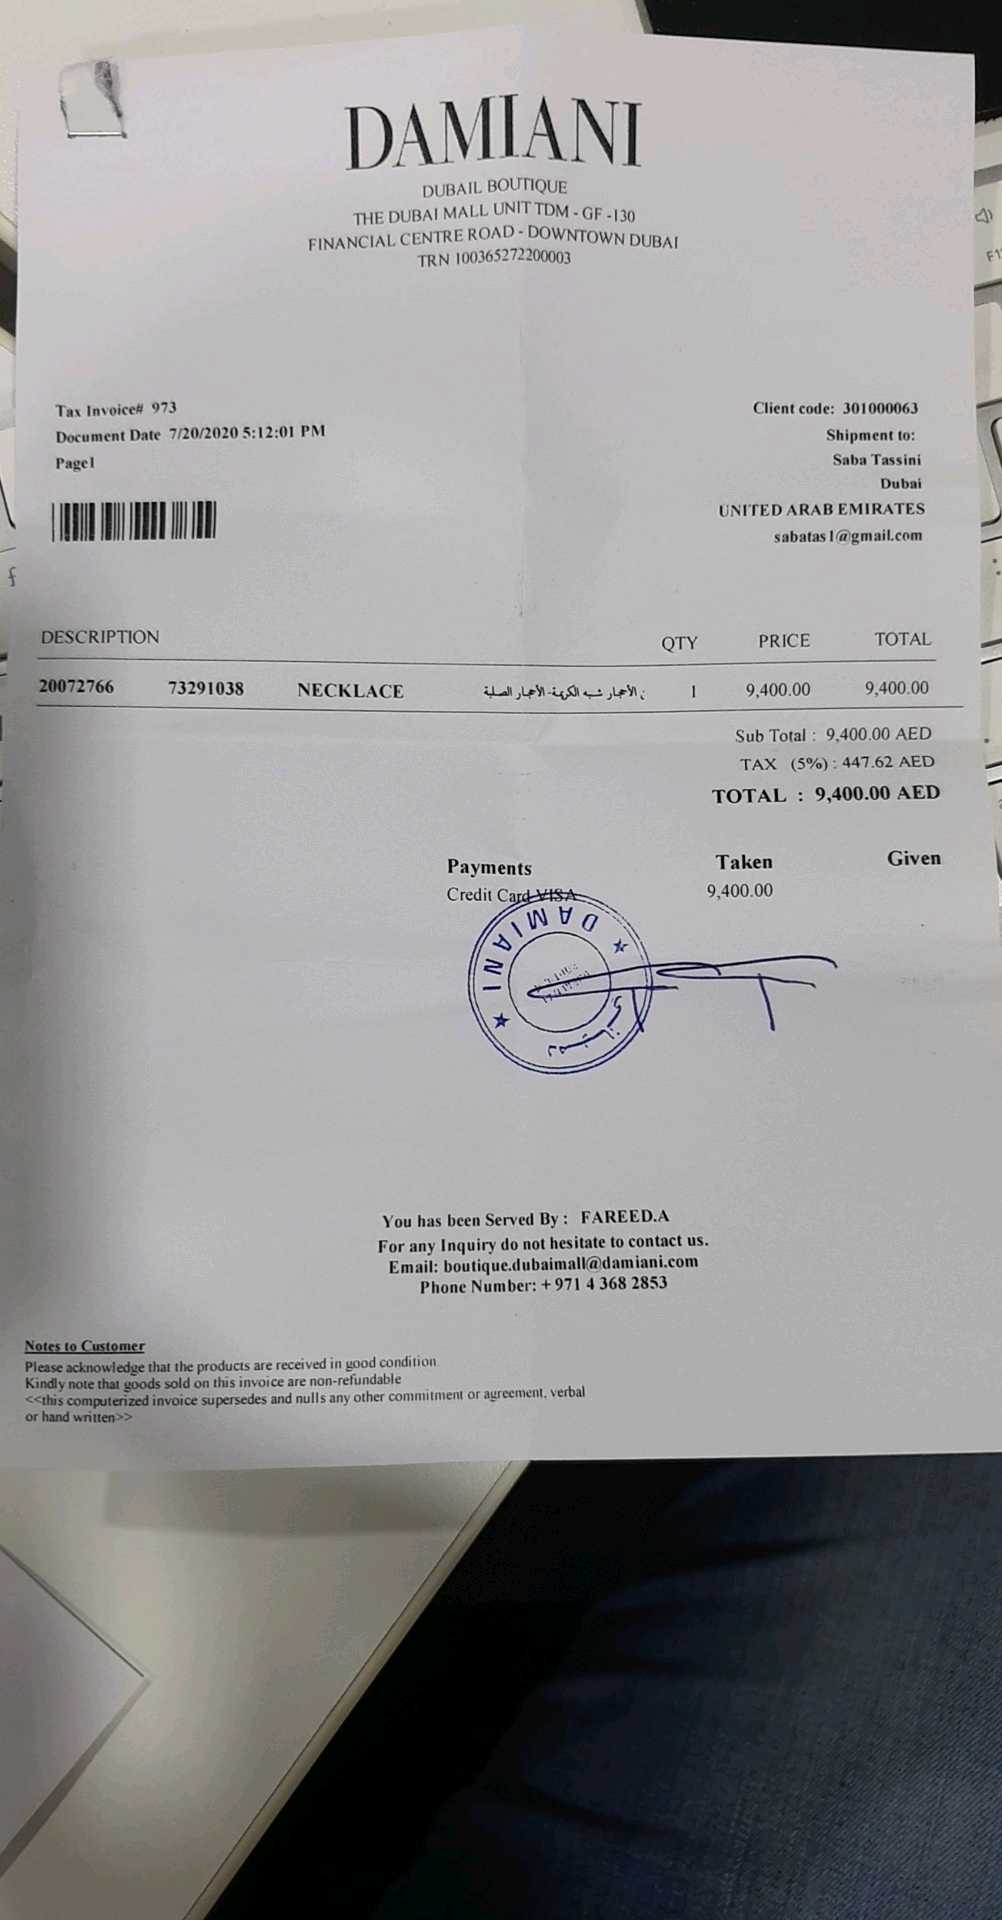 DAMIANI
DUBAIL BOUTIQUE
THE DUBAI MALL UNIT TDM - GF -130
FINANCIAL CENTRE ROAD - DOWNTOWN DUBAI
TRN 100365272200003
Tax Invoice# 973
Document Date 7/20/2020 5:12:01 PM
Page1
Client code: 301000063
Shipment to:
Saba Tassini
Dubai
UNITED ARAB EMIRATES
sabatas1@gmail.com
DESCRIPTION QTY PRICE TOTAL
20072766 73291038 NECKLACE ن الأحجار شبه الكريمة-الأحجار الصلبة 1 9,400.00 9,400.00
Sub Total : 9,400.00 AED
TAX (5%) : 447.62 AED
TOTAL : 9,400.00 AED
Payments Taken Given
Credit Card VISA 9,400.00
DAMIANI
You has been Served By : FAREED.A
For any Inquiry do not hesitate to contact us.
Email: boutique.dubaimall@damiani.com
Phone Number: + 971 4 368 2853
Notes to Customer
Please acknowledge that the products are received in good condition
Kindly note that goods sold on this invoice are non-refundable
<<this computerized invoice supersedes and nulls any other commitment or agreement, verbal
or hand written>>